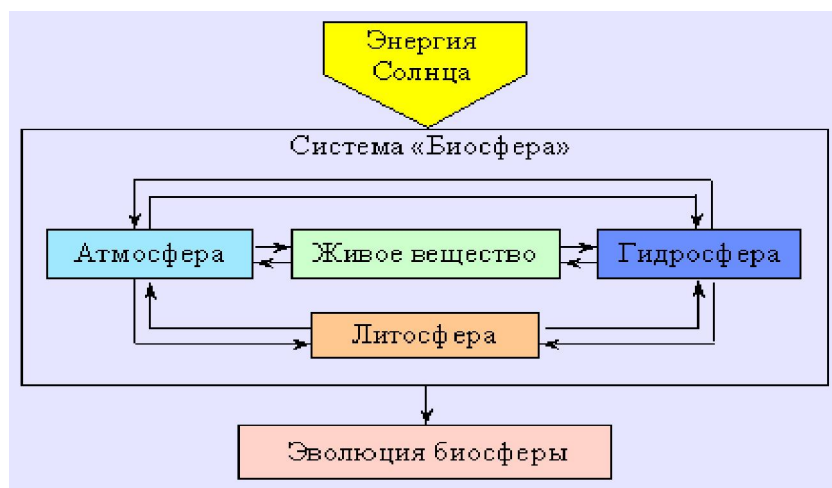 Энергия
Солнца
Система «Биосфера»
Атмосфера
Живое вещество
Гидросфера
Литосфера
Эволюция биосферы